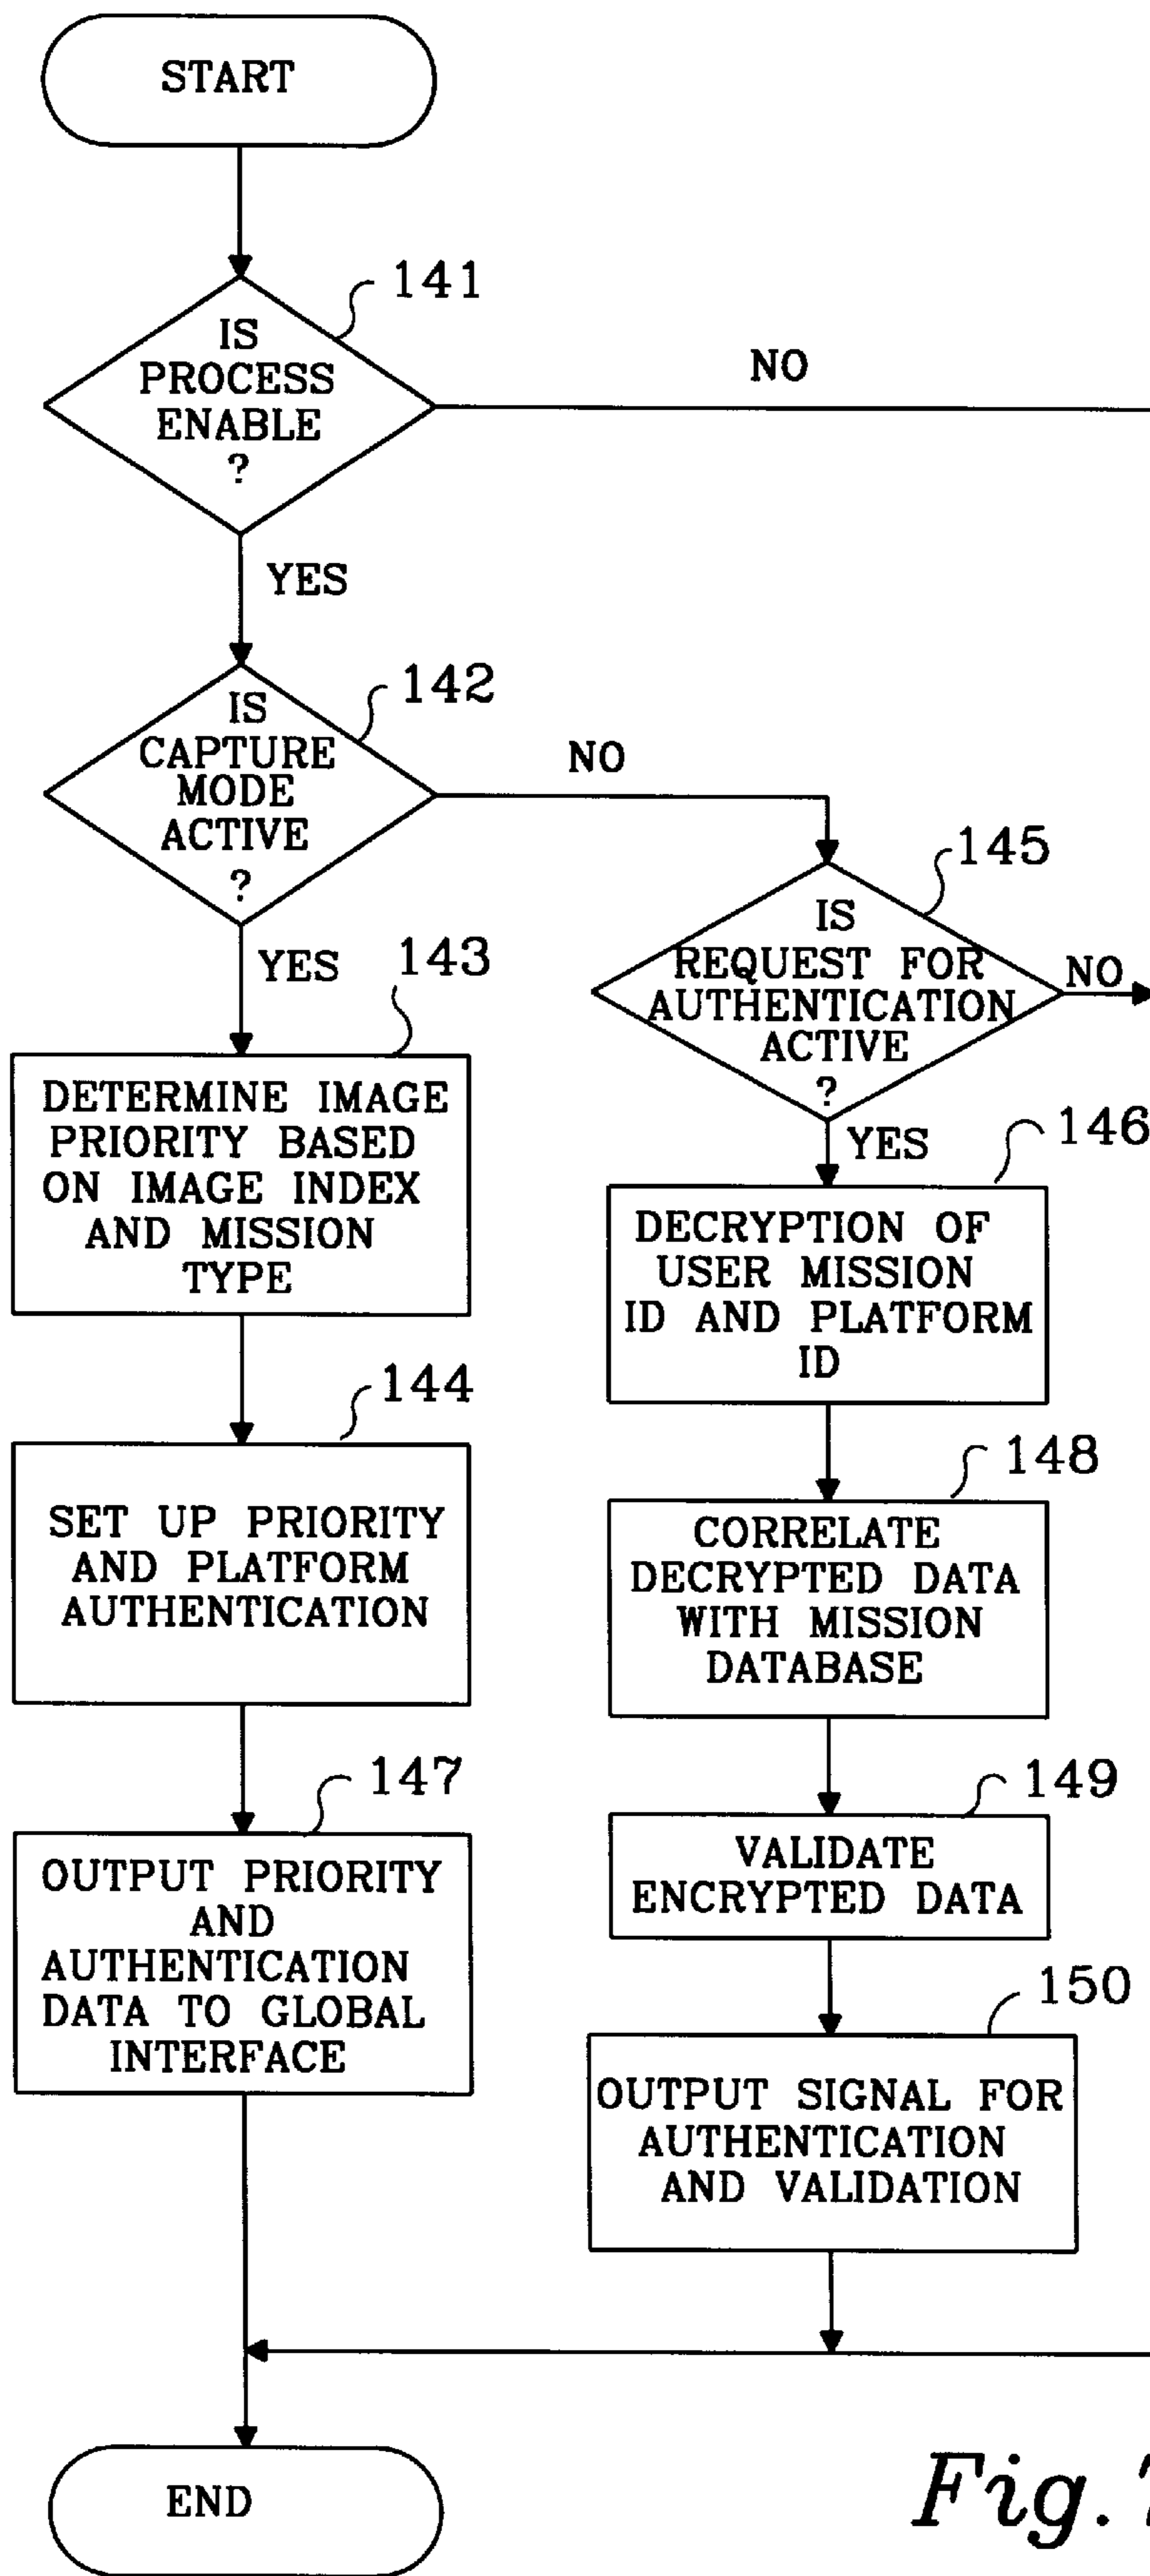 START
141
IS
PROCESS
ENABLE
?
NO
YES
142
IS
CAPTURE
MODE
ACTIVE
?
NO
YES
145
IS
REQUEST FOR
AUTHENTICATION
ACTIVE
?
NO
YES
143
DETERMINE IMAGE
PRIORITY BASED
ON IMAGE INDEX
AND MISSION
TYPE
146
DECRYPTION OF
USER MISSION
ID AND PLATFORM
ID
144
SET UP PRIORITY
AND PLATFORM
AUTHENTICATION
148
CORRELATE
DECRYPTED DATA
WITH MISSION
DATABASE
147
OUTPUT PRIORITY
AND
AUTHENTICATION
DATA TO GLOBAL
INTERFACE
149
VALIDATE
ENCRYPTED DATA
150
OUTPUT SIGNAL FOR
AUTHENTICATION
AND VALIDATION
END
Fig.